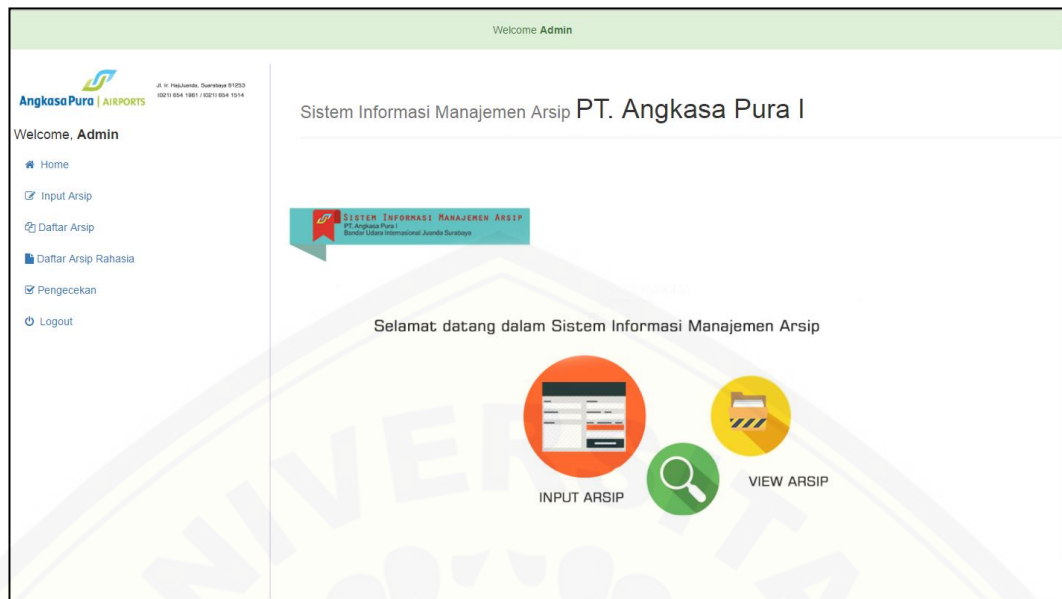 Welcome Admin
AngkasaPura | AIRPORTS
Welcome, Admin
Home
Input Arsip
Daftar Arsip
Daftar Arsip Rahasia
Pengecekan
Logout
Sistem Informasi Manajemen Arsip PT. Angkasa Pura I
SISTEM INFORMASI MANAJEMEN ARSIP
PT. Angkasa Pura I
Bandar Udara Internasional Juanda Surabaya
Selamat datang dalam Sistem Informasi Manajemen Arsip
INPUT ARSIP
VIEW ARSIP